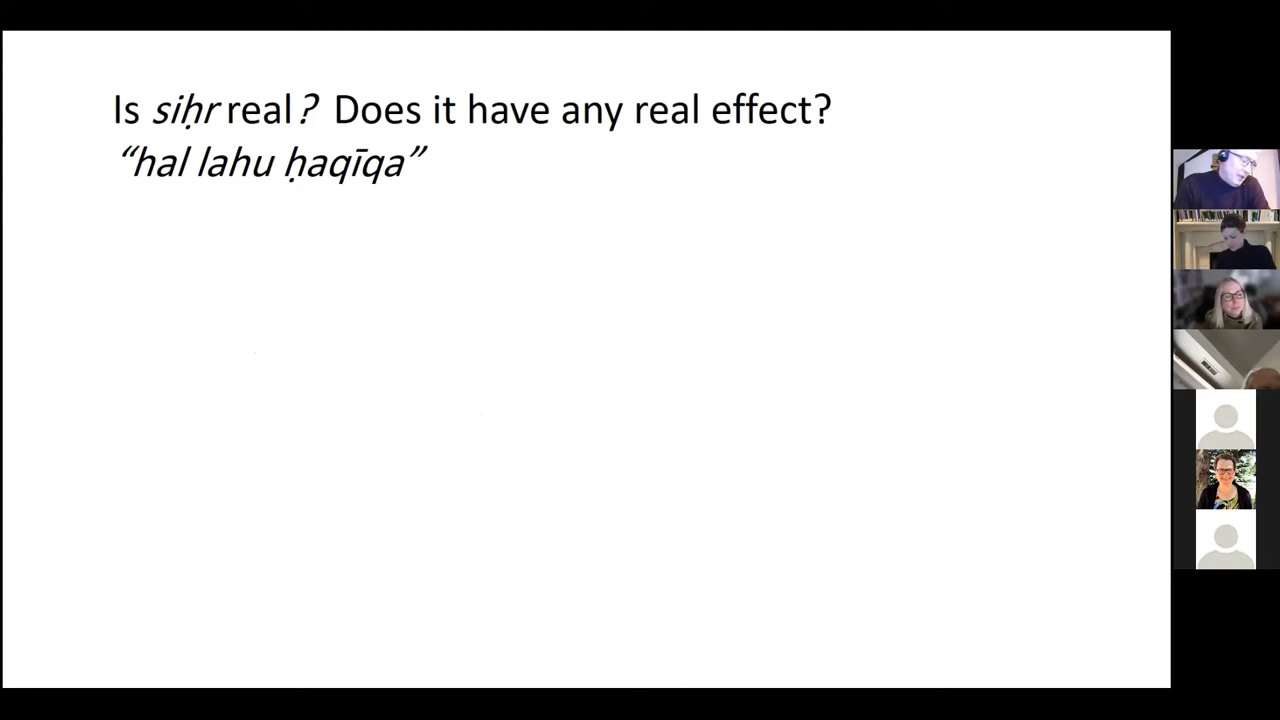 Is siḥr real? Does it have any real effect?
“hal lahu ḥaqīqa”